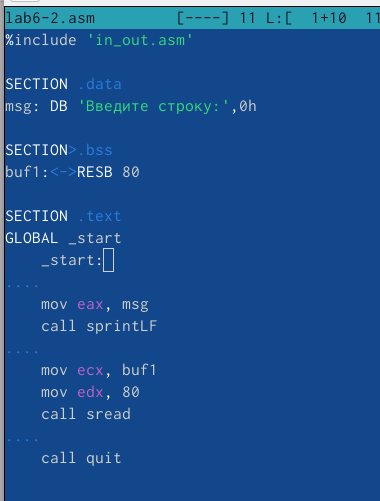 lab6-2.asm [----] 11 L:[ 1+10 11
%include 'in_out.asm'
SECTION .data
msg: DB 'Введите строку:',0h
SECTION>.bss
buf1:<->RESB 80
SECTION .text
GLOBAL _start
_start:
....
mov eax, msg
call sprintLF
....
mov ecx, buf1
mov edx, 80
call sread
....
call quit